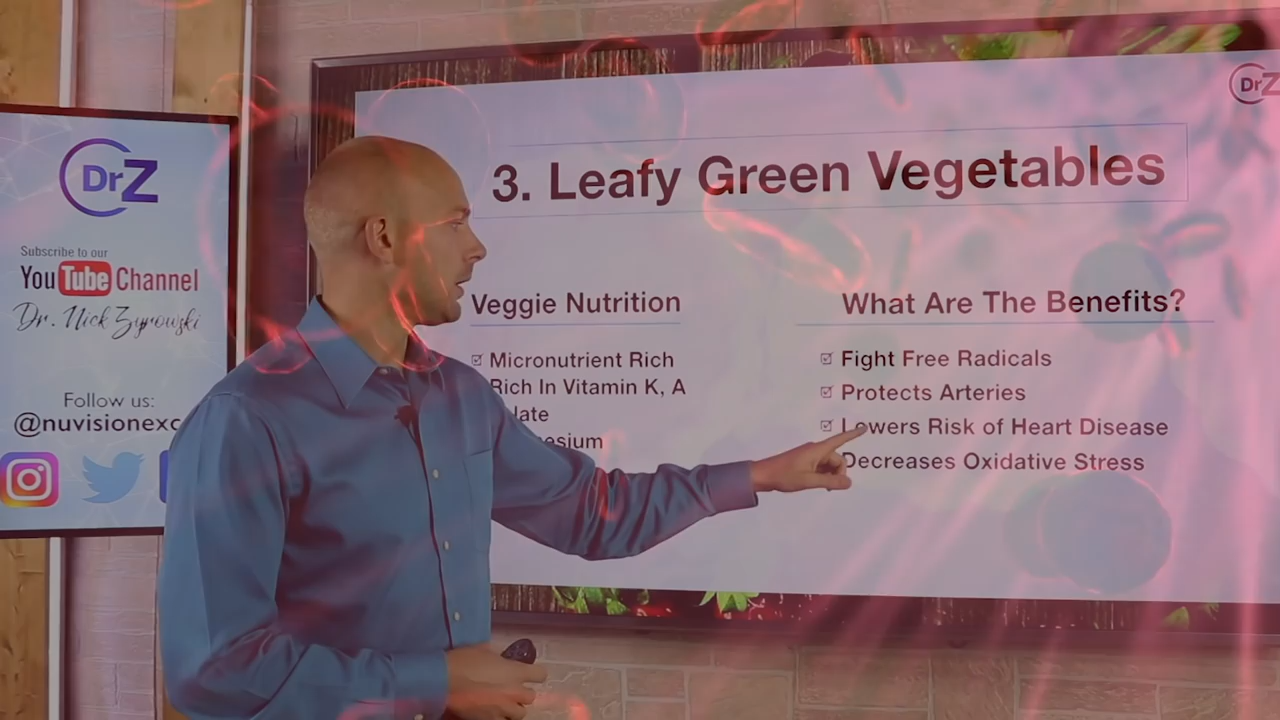 DrZ
Subscribe to our
YouTube Channel
Dr. Nick Zyrowski
Follow us:
@nuvisionexc
DrZ
3. Leafy Green Vegetables
Veggie Nutrition
Micronutrient Rich
Rich In Vitamin K, A
What Are The Benefits?
Fight Free Radicals
Protects Arteries
Lowers Risk of Heart Disease
Decreases Oxidative Stress